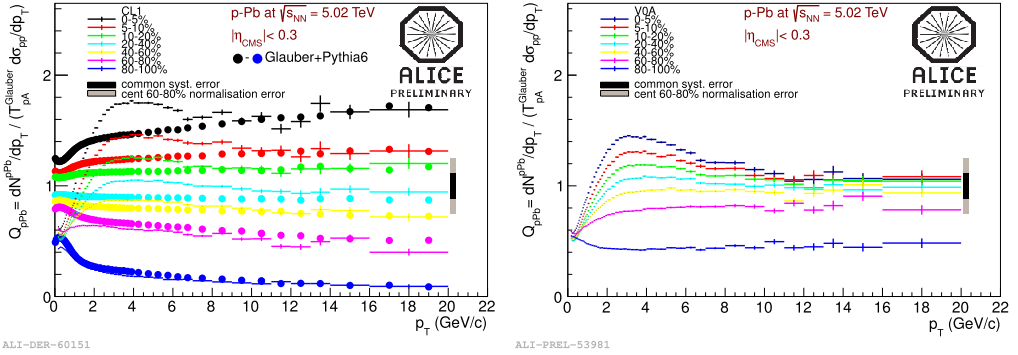 CL1
0-5%
5-10%
10-20%
20-40%
40-60%
60-80%
80-100%
common syst. error
cent 60-80% normalisation error
p-Pb at √s_NN = 5.02 TeV
|η_CMS|< 0.3
Glauber+Pythia6
ALICE
PRELIMINARY
Q_pPb = dN^pPb/dp_T / (T_pA^Glauber dσ_pp/dp_T)
2
1
0
0 2 4 6 8 10 12 14 16 18 20 22
p_T (GeV/c)
ALI-DER-60151
V0A
0-5%
5-10%
10-20%
20-40%
40-60%
60-80%
80-100%
common syst. error
cent 60-80% normalisation error
p-Pb at √s_NN = 5.02 TeV
|η_CMS|< 0.3
ALICE
PRELIMINARY
Q_pPb = dN^pPb/dp_T / (T_pA^Glauber dσ_pp/dp_T)
2
1
0
0 2 4 6 8 10 12 14 16 18 20 22
p_T (GeV/c)
ALI-PREL-53981